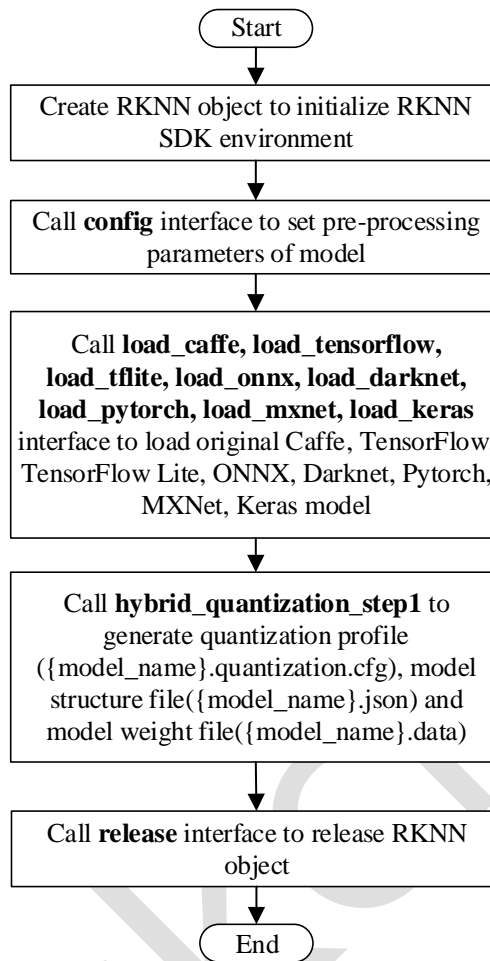 Start
Create RKNN object to initialize RKNN
SDK environment
Call config interface to set pre-processing
parameters of model
Call load_caffe, load_tensorflow,
load_tflite, load_onnx, load_darknet,
load_pytorch, load_mxnet, load_keras
interface to load original Caffe, TensorFlow
TensorFlow Lite, ONNX, Darknet, Pytorch,
MXNet, Keras model
Call hybrid_quantization_step1 to
generate quantization profile
({model_name}.quantization.cfg), model
structure file({model_name}.json) and
model weight file({model_name}.data)
Call release interface to release RKNN
object
End